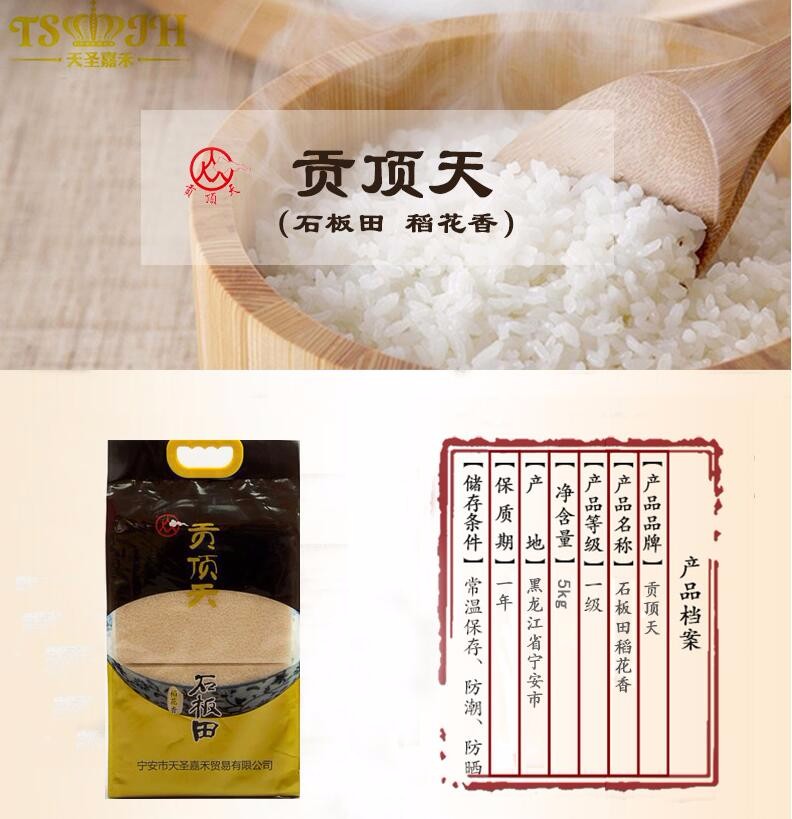 TSJH
天圣嘉禾
贡顶天
贡顶天
(石板田 稻花香)
贡顶天
石板田
稻花香
宁安市天圣嘉禾贸易有限公司
产品档案
【产品品牌】贡顶天
【产品名称】石板田稻花香
【产品等级】一级
【净含量】5kg
【产 地】黑龙江省宁安市
【保质期】一年
【储存条件】常温保存、防潮、防晒